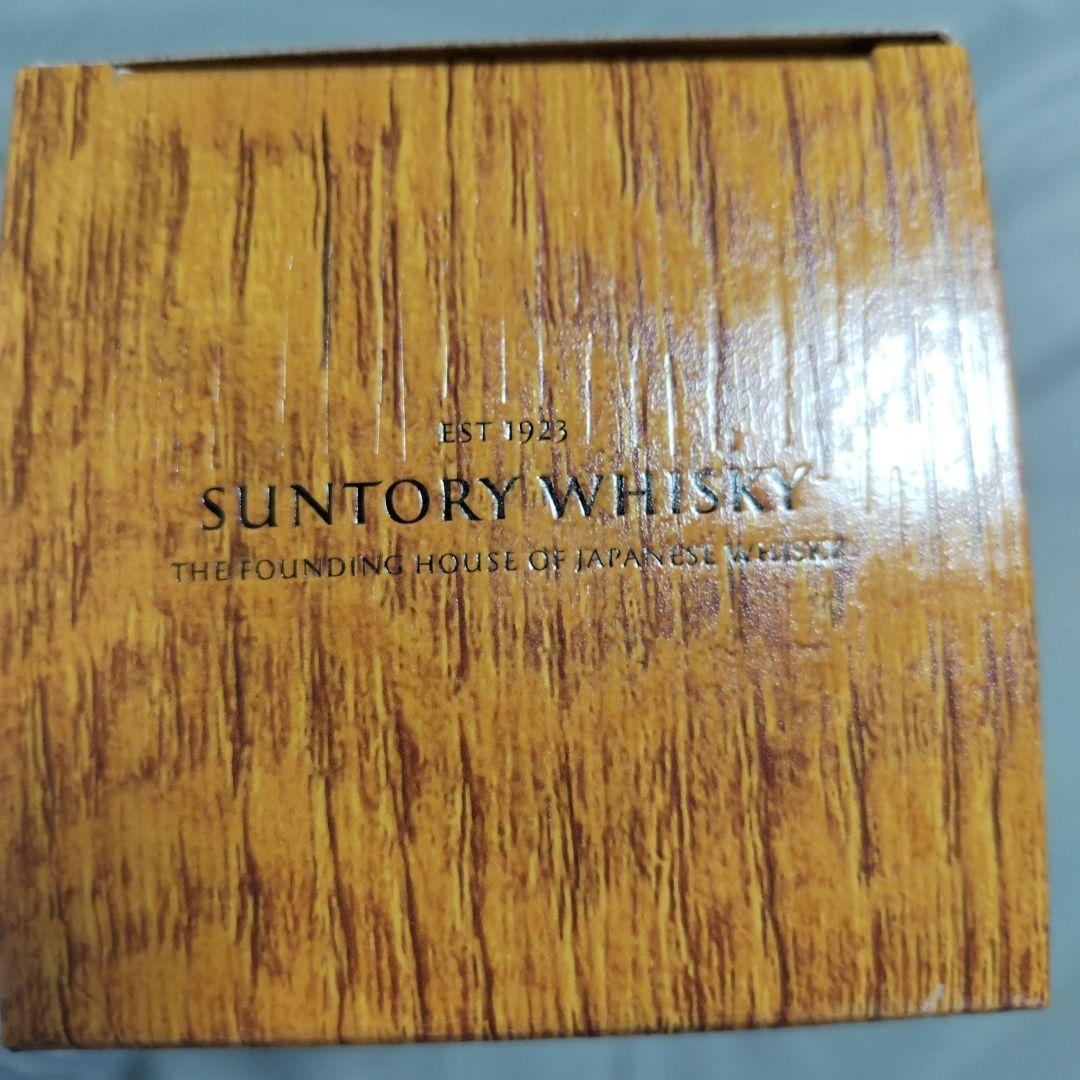 EST 1923
SUNTORY WHISKY
THE FOUNDING HOUSE OF JAPANESE WHISKY